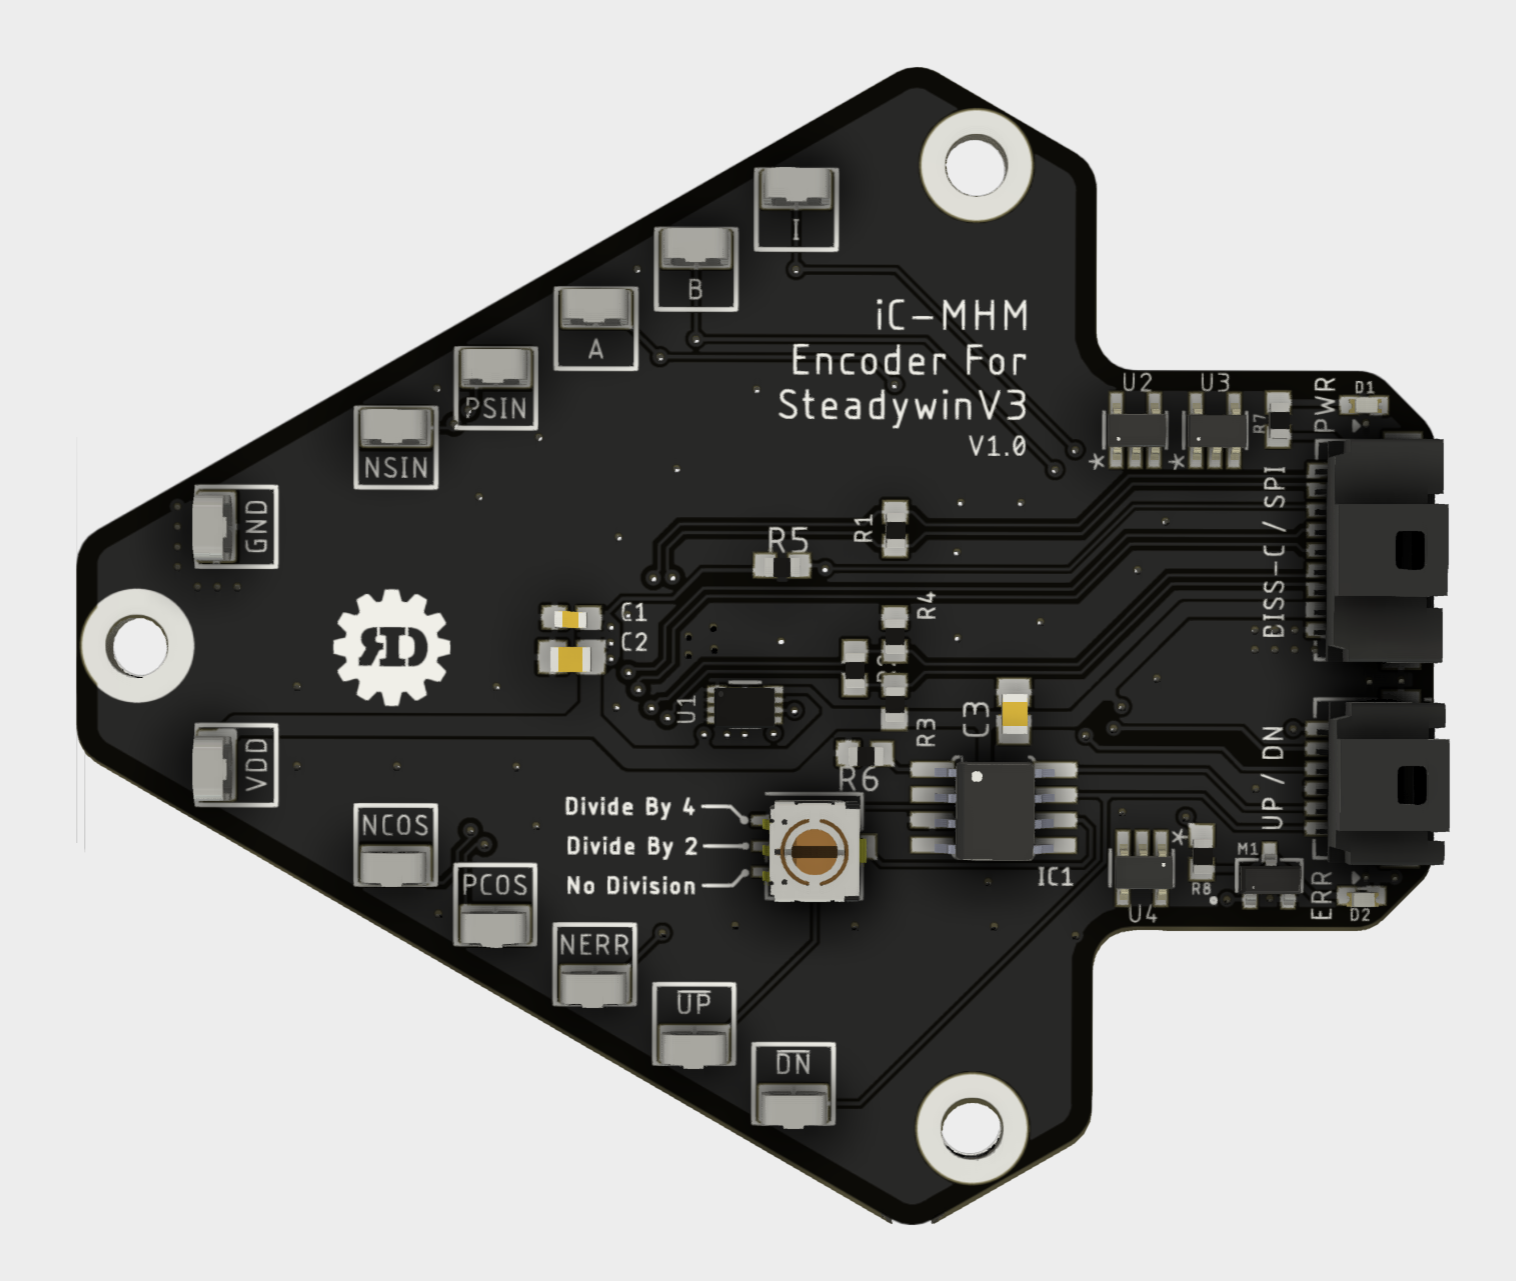 I
B
A
PSIN
NSIN
GND
iC-MHM
Encoder For
SteadywinV3
V1.0
U2
U3
R7
PWR
D1
BISS-C / SPI
R1
R5
C1
C2
R4
U1
R3
C3
R6
VDD
Divide By 4
Divide By 2
No Division
IC1
UP / DN
NCOS
PCOS
NERR
U̅P̅
D̅N̅
U4
R8
M1
ERR
D2